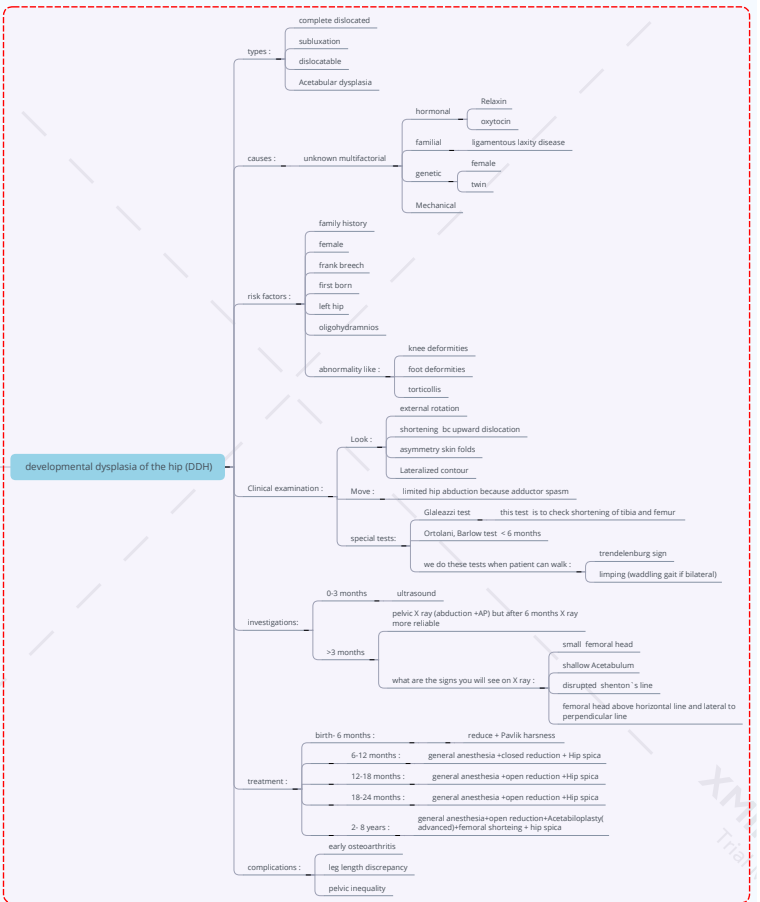 complete dislocated
subluxation
types :
dislocatable
Acetabular dysplasia
Relaxin
hormonal
oxytocin
familial
ligamentous laxity disease
causes :
unknown multifactorial
female
genetic
twin
Mechanical
family history
female
frank breech
first born
risk factors :
left hip
oligohydramnios
knee deformities
abnormality like :
foot deformities
torticollis
developmental dysplasia of the hip (DDH)
external rotation
shortening bc upward dislocation
Look :
asymmetry skin folds
Lateralized contour
Clinical examination :
Move :
limited hip abduction because adductor spasm
Glaleazzi test
this test is to check shortening of tibia and femur
special tests:
Ortolani, Barlow test < 6 months
trendelenburg sign
we do these tests when patient can walk :
limping (waddling gait if bilateral)
0-3 months
ultrasound
investigations:
pelvic X ray (abduction +AP) but after 6 months X ray
more reliable
>3 months
small femoral head
shallow Acetabulum
what are the signs you will see on X ray :
disrupted shenton`s line
femoral head above horizontal line and lateral to
perpendicular line
birth- 6 months :
reduce + Pavlik harsness
6-12 months :
general anesthesia +closed reduction + Hip spica
treatment :
12-18 months :
general anesthesia +open reduction +Hip spica
18-24 months :
general anesthesia +open reduction +Hip spica
2- 8 years :
general anesthesia+open reduction+Acetabiloplasty(
advanced)+femoral shorteing + hip spica
early osteoarthritis
complications :
leg length discrepancy
pelvic inequality